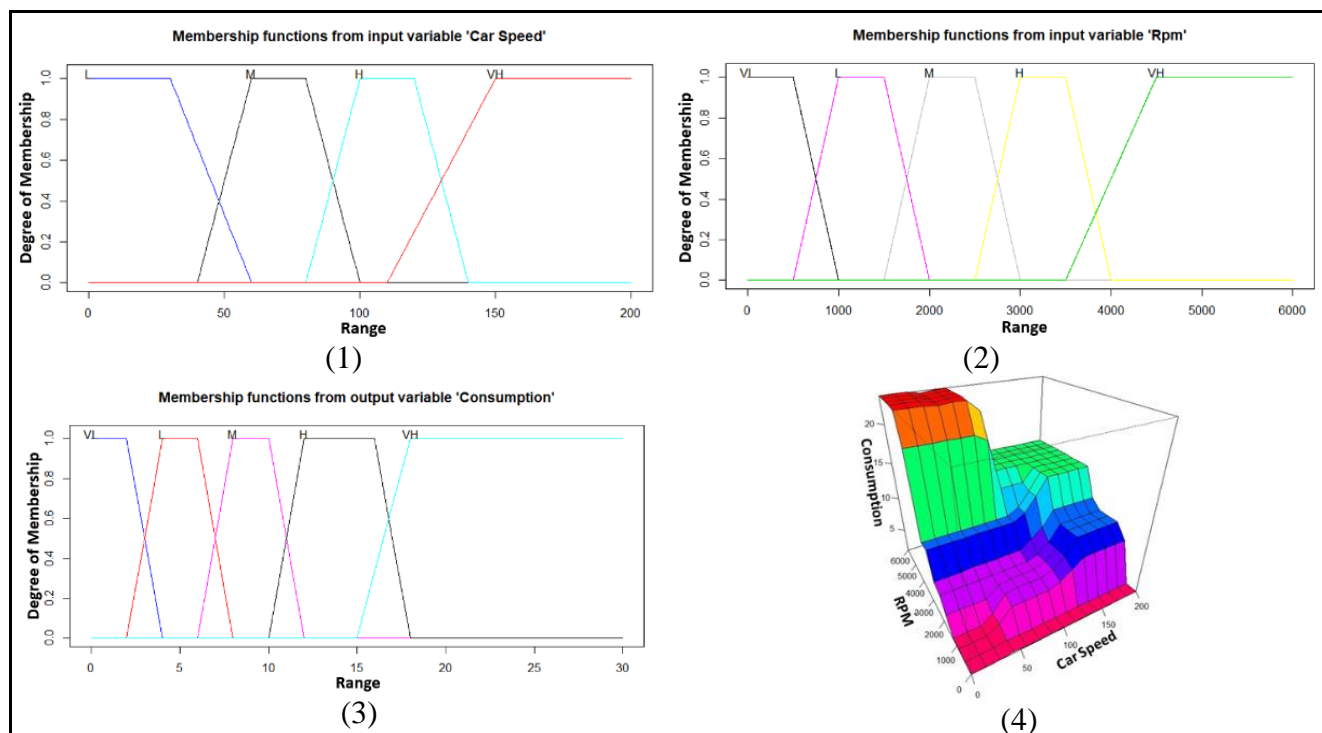 Membership functions from input variable 'Car Speed'
L M H VH
Degree of Membership
0.0 0.2 0.4 0.6 0.8 1.0
0 50 100 150 200
Range
(1)
Membership functions from input variable 'Rpm'
VL L M H VH
Degree of Membership
0.0 0.2 0.4 0.6 0.8 1.0
0 1000 2000 3000 4000 5000 6000
Range
(2)
Membership functions from output variable 'Consumption'
VL L M H VH
Degree of Membership
0.0 0.2 0.4 0.6 0.8 1.0
0 5 10 15 20 25 30
Range
(3)
Consumption
20
15
10
5
RPM
6000
5000
4000
3000
2000
1000
0
Car Speed
0 50 100 150 200
(4)